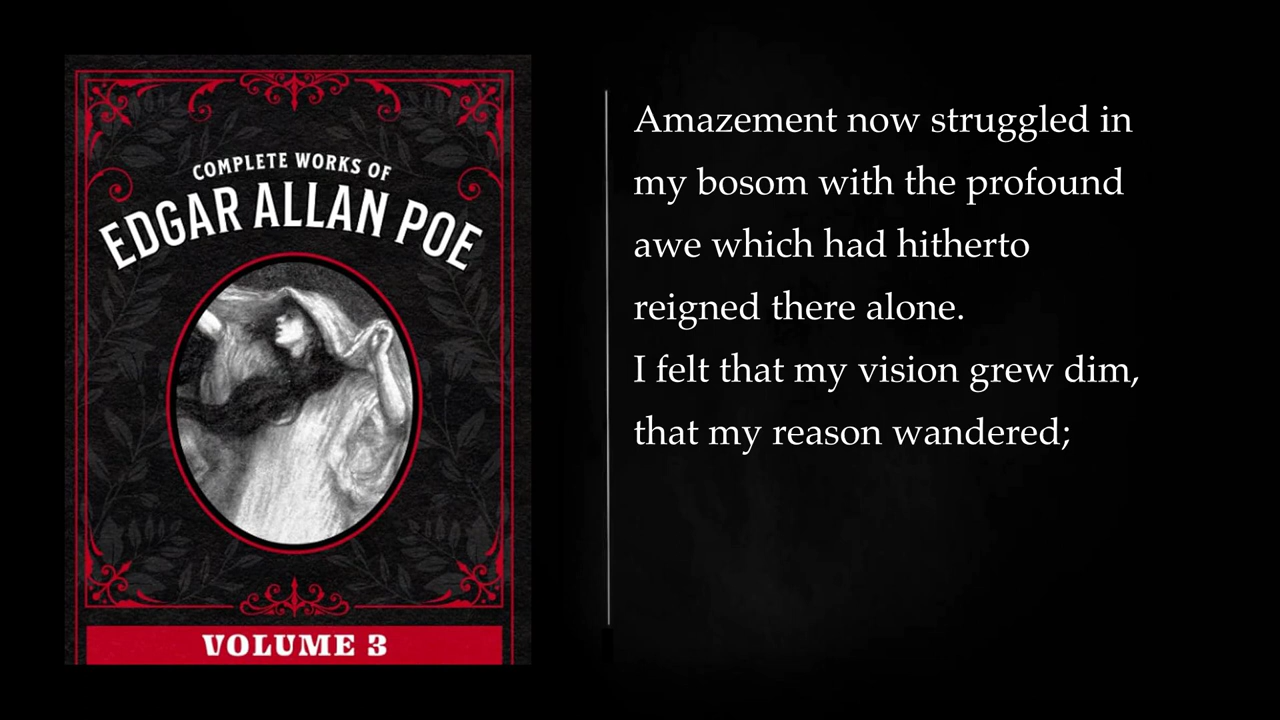 COMPLETE WORKS OF
EDGAR ALLAN POE
VOLUME 3
Amazement now struggled in
my bosom with the profound
awe which had hitherto
reigned there alone.
I felt that my vision grew dim,
that my reason wandered;